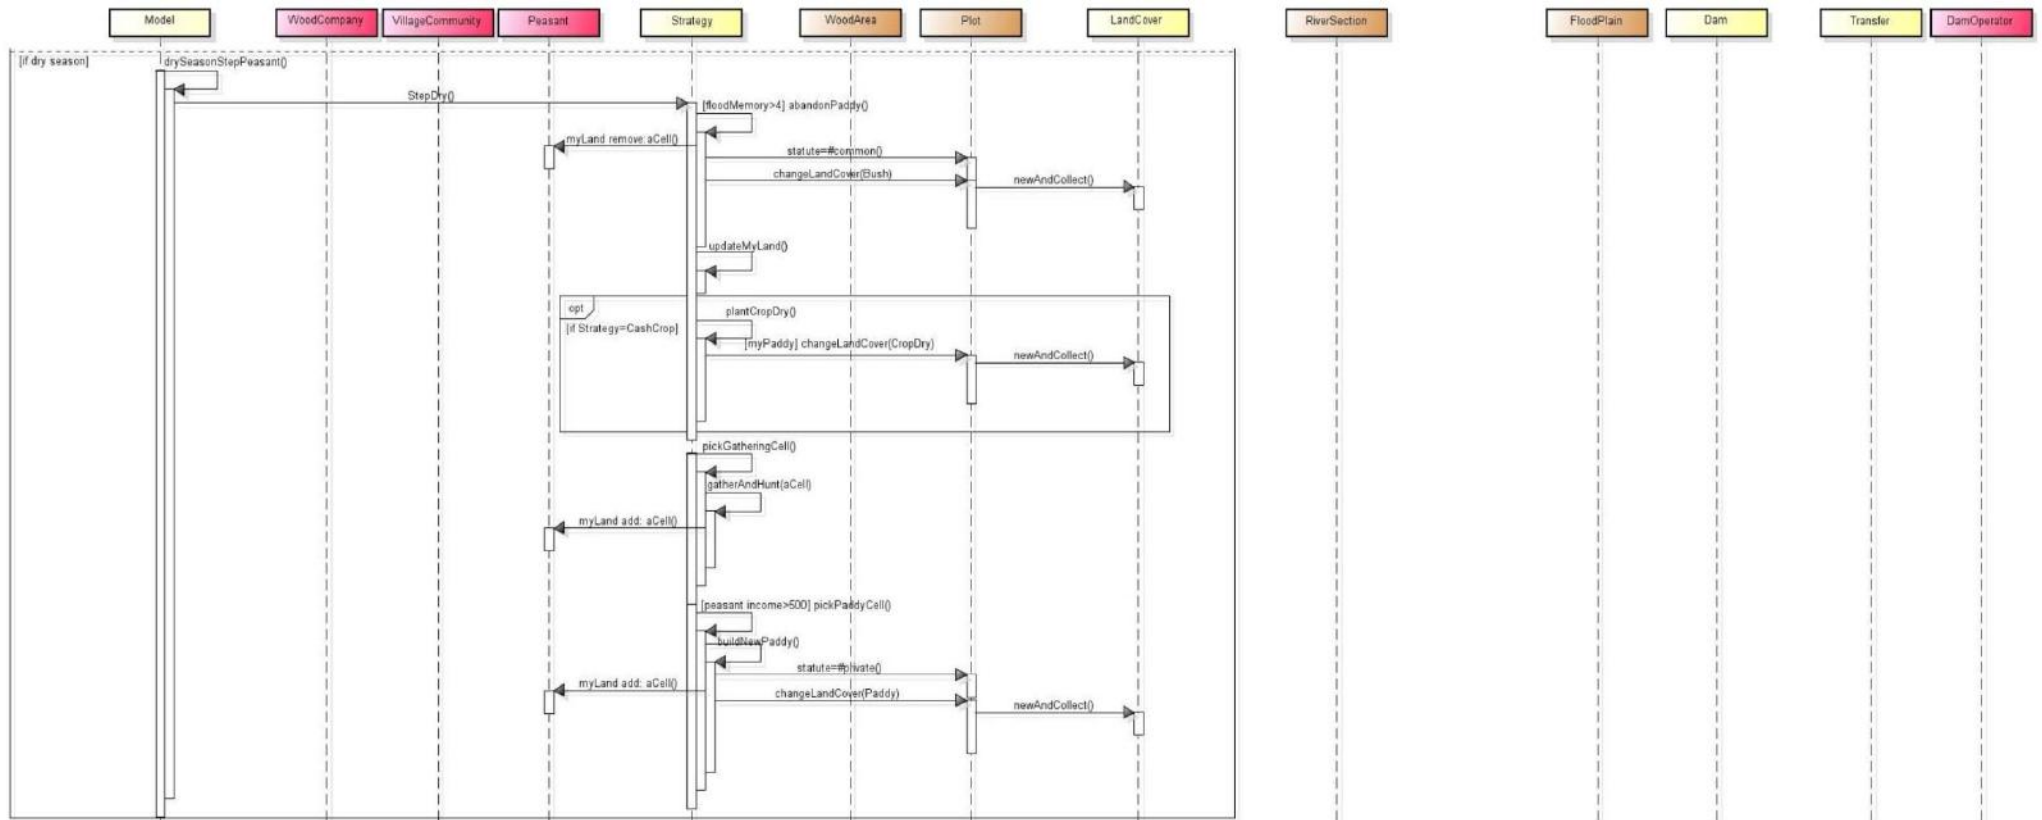 Model
WoodCompany
VillageCommunity
Peasant
Strategy
WoodArea
Plot
LandCover
RiverSection
FloodPlain
Dam
Transfer
DamOperator
[if dry season]
drySeasonStepPeasant()
StepDry()
[floodMemory>4] abandonPaddy()
myLand remove: aCell()
statute=#common()
changeLandCover(Bush)
newAndCollect()
updateMyLand()
opt
[if Strategy=CashCrop]
plantCropDry()
[myPaddy] changeLandCover(CropDry)
newAndCollect()
pickGatheringCell()
gatherAndHunt(aCell)
myLand add: aCell()
[peasant income>500] pickPaddyCell()
buildNewPaddy()
statute=#private()
myLand add: aCell()
changeLandCover(Paddy)
newAndCollect()